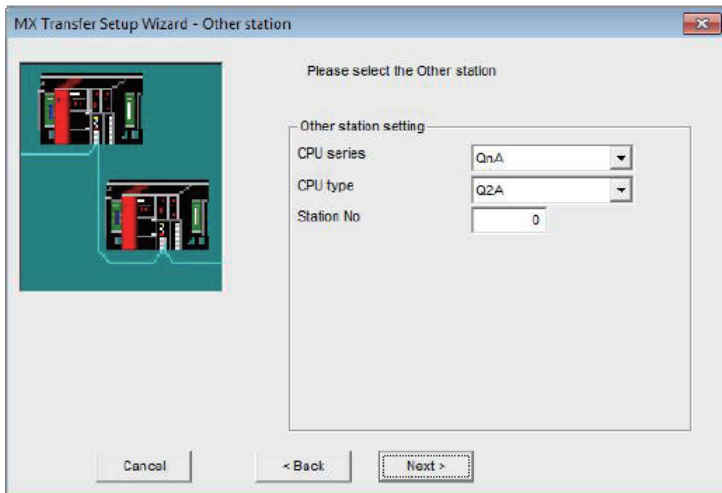 MX Transfer Setup Wizard - Other station
Please select the Other station
Other station setting
CPU series QnA
CPU type Q2A
Station No 0
Cancel < Back Next >